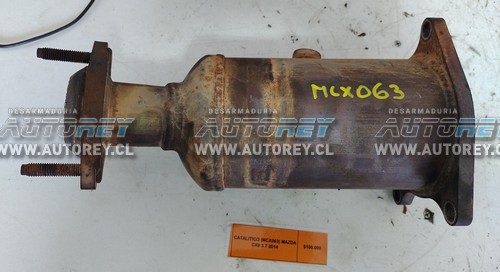 MCX063
DESARMADURIA DESARMADURIA DESARMADURIA
AUTOREY AUTOREY AUTOREY
WWW.AUTOREY.CL WWW.AUTOREY.CL WWW.AUTOREY.CL
CATALITICO (MCX063) MAZDA
CX9 3.7 2014